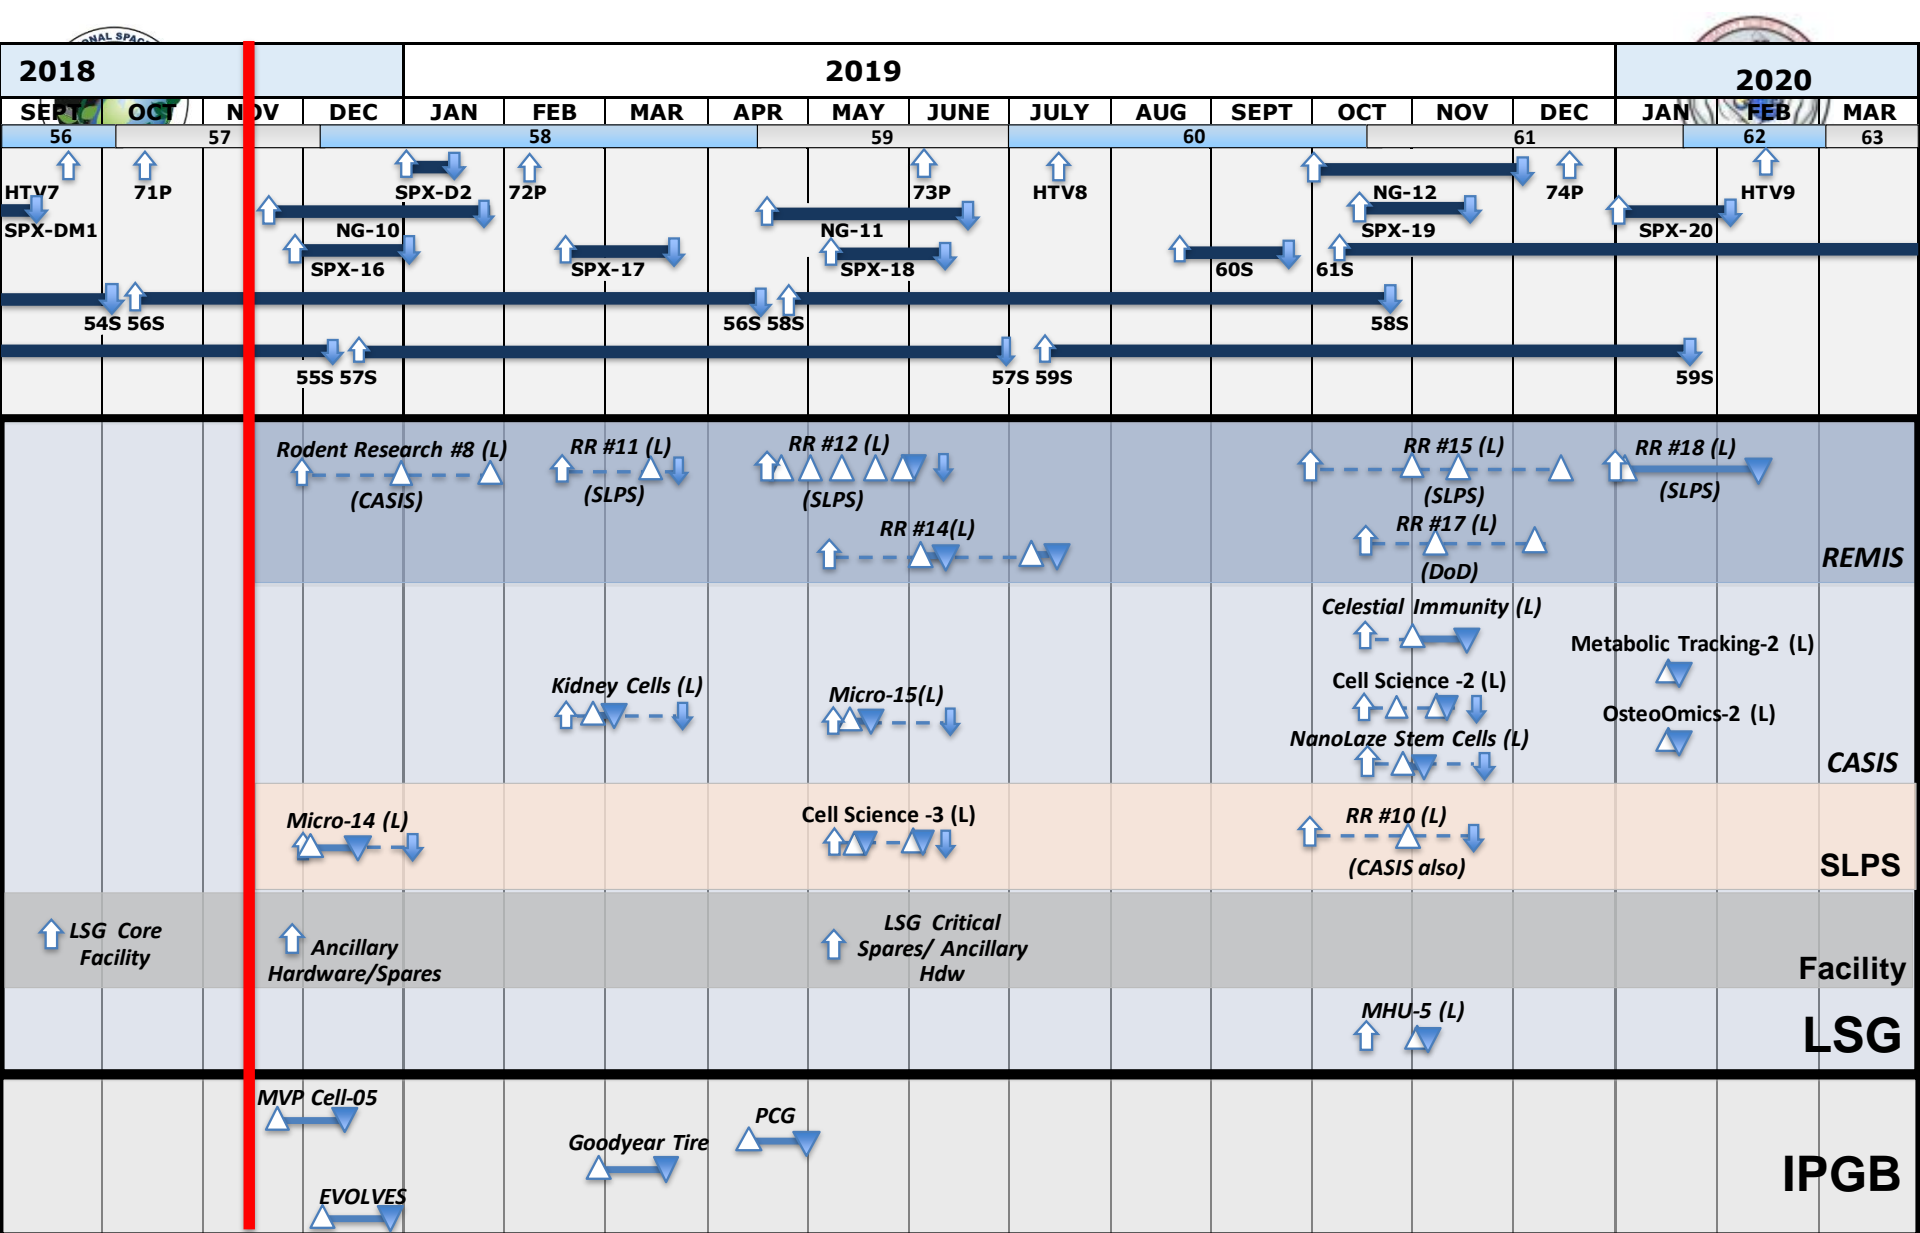 ONAL SPAC
2018
2019
2020
SEPT OCT NOV DEC JAN FEB MAR APR MAY JUNE JULY AUG SEPT OCT NOV DEC JAN FEB MAR
56 57 58 59 60 61 62 63
HTV7 71P SPX-D2 72P 73P HTV8 NG-12 74P HTV9
SPX-DM1 NG-10 NG-11 SPX-19 SPX-20
SPX-16 SPX-17 SPX-18 60S 61S
54S 56S 56S 58S 58S
55S 57S 57S 59S 59S
Rodent Research #8 (L)
(CASIS)
RR #11 (L)
(SLPS)
RR #12 (L)
(SLPS)
RR #14(L)
RR #15 (L)
(SLPS)
RR #17 (L)
(DoD)
RR #18 (L)
(SLPS)
REMIS
Celestial Immunity (L)
Metabolic Tracking-2 (L)
Kidney Cells (L)
Micro-15(L)
Cell Science -2 (L)
OsteoOmics-2 (L)
NanoLaze Stem Cells (L)
CASIS
Micro-14 (L)
Cell Science -3 (L)
RR #10 (L)
(CASIS also)
SLPS
LSG Core
Facility
Ancillary
Hardware/Spares
LSG Critical
Spares/ Ancillary
Hdw
Facility
MHU-5 (L)
LSG
MVP Cell-05
PCG
Goodyear Tire
EVOLVES
IPGB